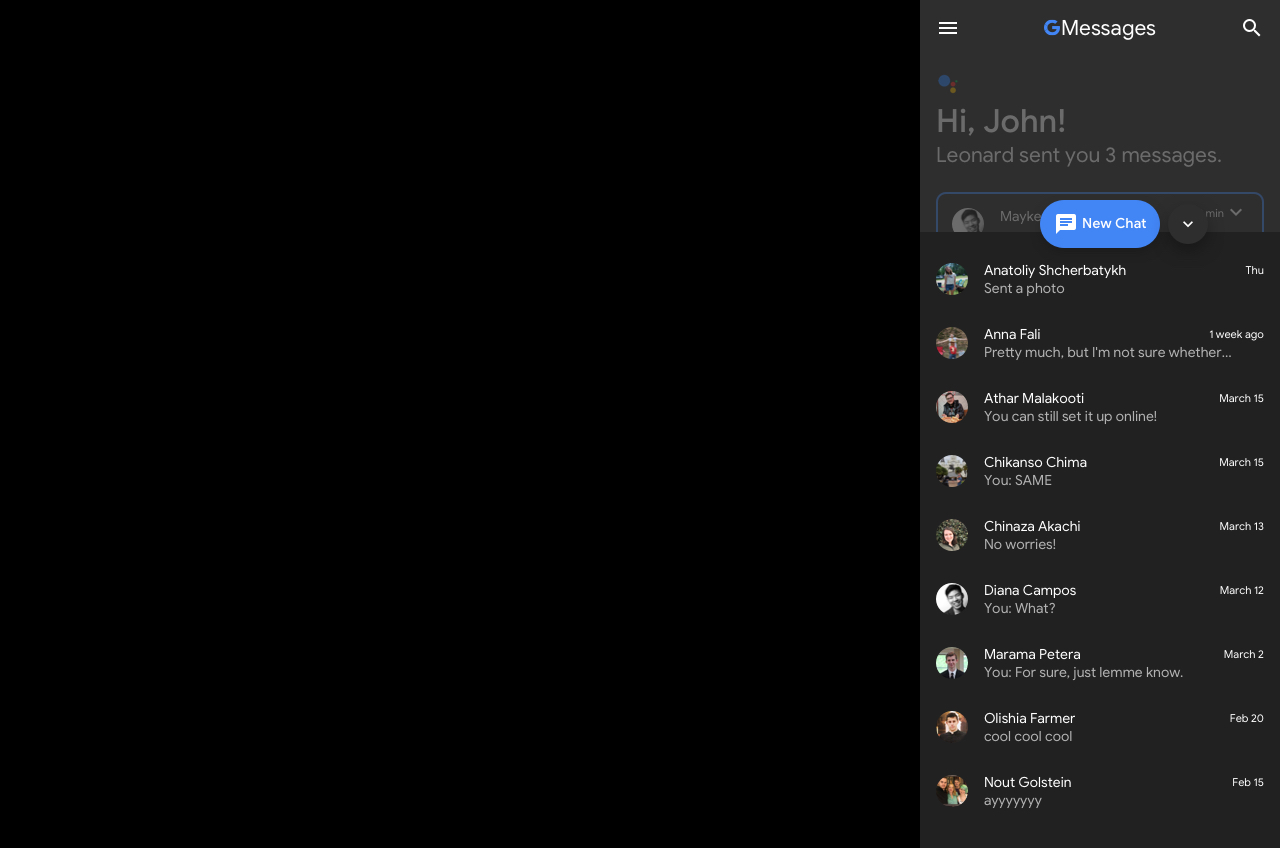 GMessages
Hi, John!
Leonard sent you 3 messages.
min
New Chat
Anatoliy Shcherbatykh
Thu
Sent a photo
Anna Fali
1 week ago
Pretty much, but I'm not sure whether...
Athar Malakooti
March 15
You can still set it up online!
Chikanso Chima
March 15
You: SAME
Chinaza Akachi
March 13
No worries!
Diana Campos
March 12
You: What?
Marama Petera
March 2
You: For sure, just lemme know.
Olishia Farmer
Feb 20
cool cool cool
Nout Golstein
Feb 15
ayyyyyyy